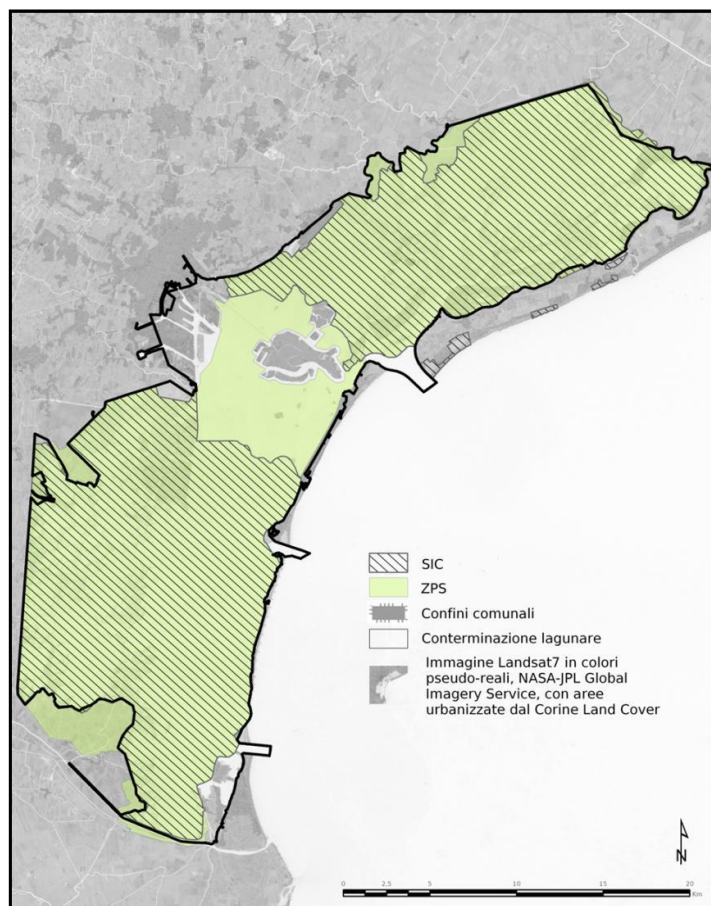 SIC
ZPS
Confini comunali
Conterminazione lagunare
Immagine Landsat7 in colori
pseudo-reali, NASA-JPL Global
Imagery Service, con aree
urbanizzate dal Corine Land Cover
N
0 2,5 5 10 15 20
Km